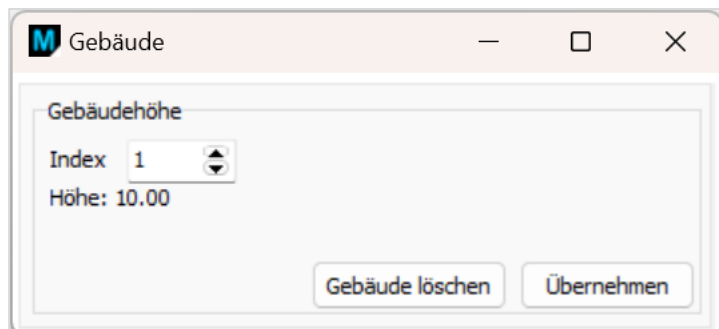 M Gebäude
Gebäudehöhe
Index 1
Höhe: 10.00
Gebäude löschen Übernehmen